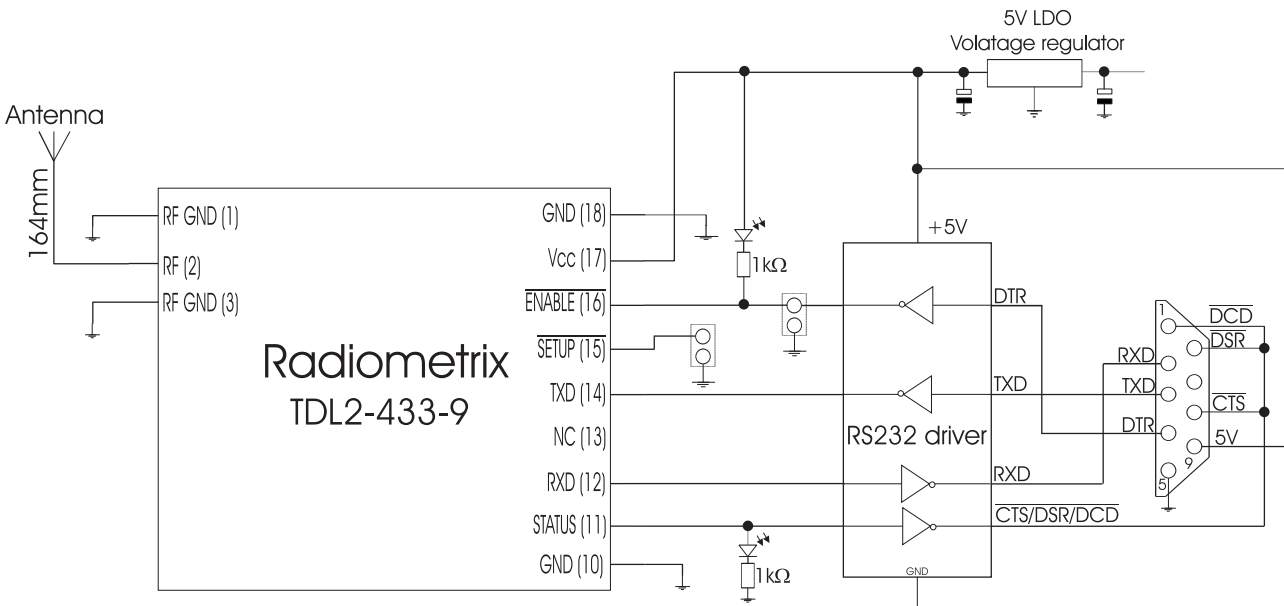 5V LDO
Volatage regulator
Antenna
164mm
RF GND (1)
RF (2)
RF GND (3)
Radiometrix
TDL2-433-9
GND (18)
Vcc (17)
ENABLE (16)
SETUP (15)
TXD (14)
NC (13)
RXD (12)
STATUS (11)
GND (10)
1kΩ
1kΩ
+5V
RS232 driver
GND
DTR
TXD
RXD
CTS/DSR/DCD
RXD
TXD
DTR
1
5
9
DCD
DSR
CTS
5V